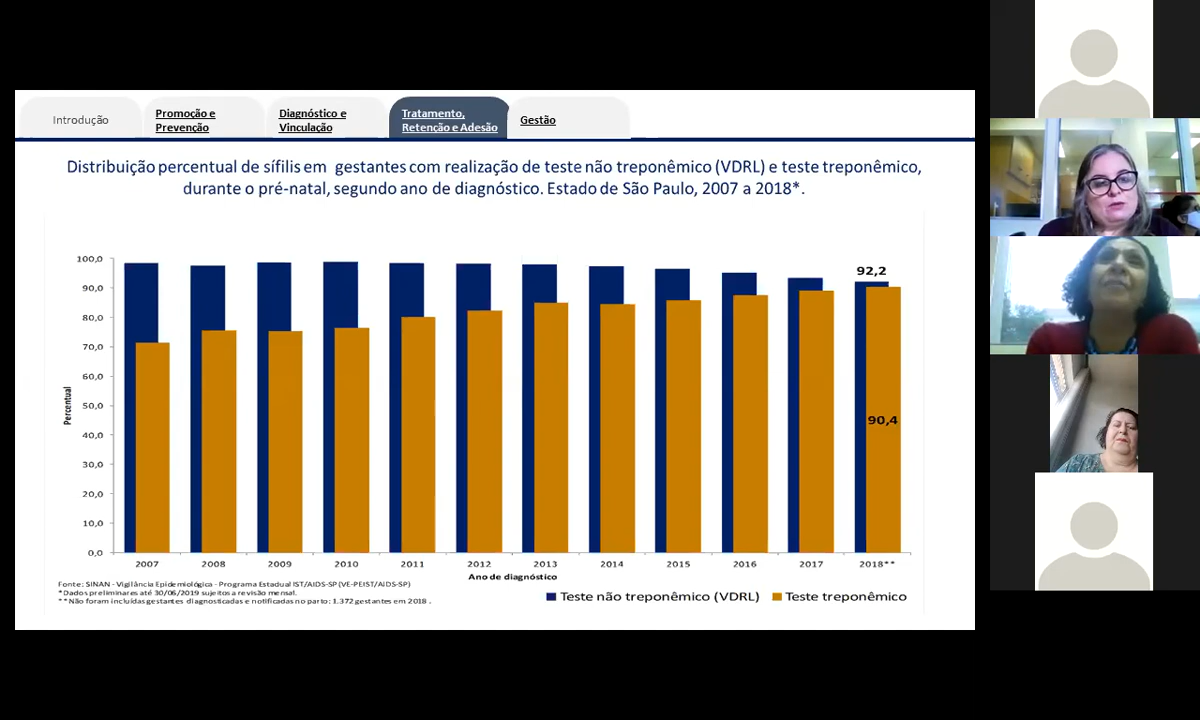 Introdução
Promoção e
Prevenção
Diagnóstico e
Vinculação
Tratamento,
Retenção e Adesão
Gestão
Distribuição percentual de sífilis em gestantes com realização de teste não treponêmico (VDRL) e teste treponêmico,
durante o pré-natal, segundo ano de diagnóstico. Estado de São Paulo, 2007 a 2018*.
Percentual
100,0
90,0
80,0
70,0
60,0
50,0
40,0
30,0
20,0
10,0
0,0
92,2
90,4
2007 2008 2009 2010 2011 2012 2013 2014 2015 2016 2017 2018**
Ano de diagnóstico
Fonte: SINAN - Vigilância Epidemiológica - Programa Estadual IST/AIDS-SP (VE-PEIST/AIDS-SP)
*Dados preliminares até 30/06/2019 sujeitos a revisão mensal.
**Não foram incluídas gestantes diagnosticadas e notificadas no parto: 1.372 gestantes em 2018 .
Teste não treponêmico (VDRL) Teste treponêmico